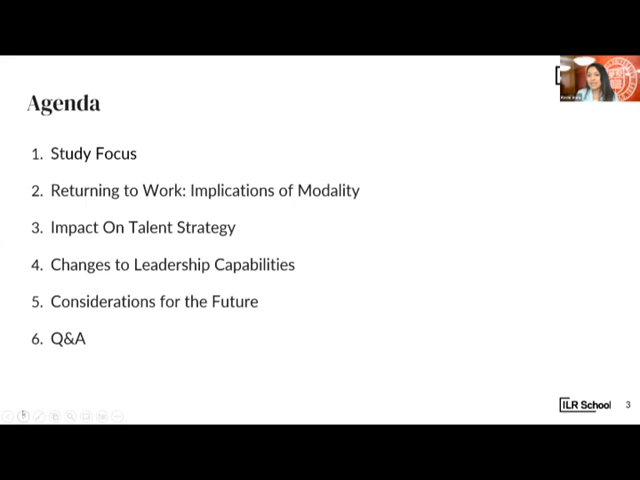 Agenda
1. Study Focus
2. Returning to Work: Implications of Modality
3. Impact On Talent Strategy
4. Changes to Leadership Capabilities
5. Considerations for the Future
6. Q&A
ILR School 3